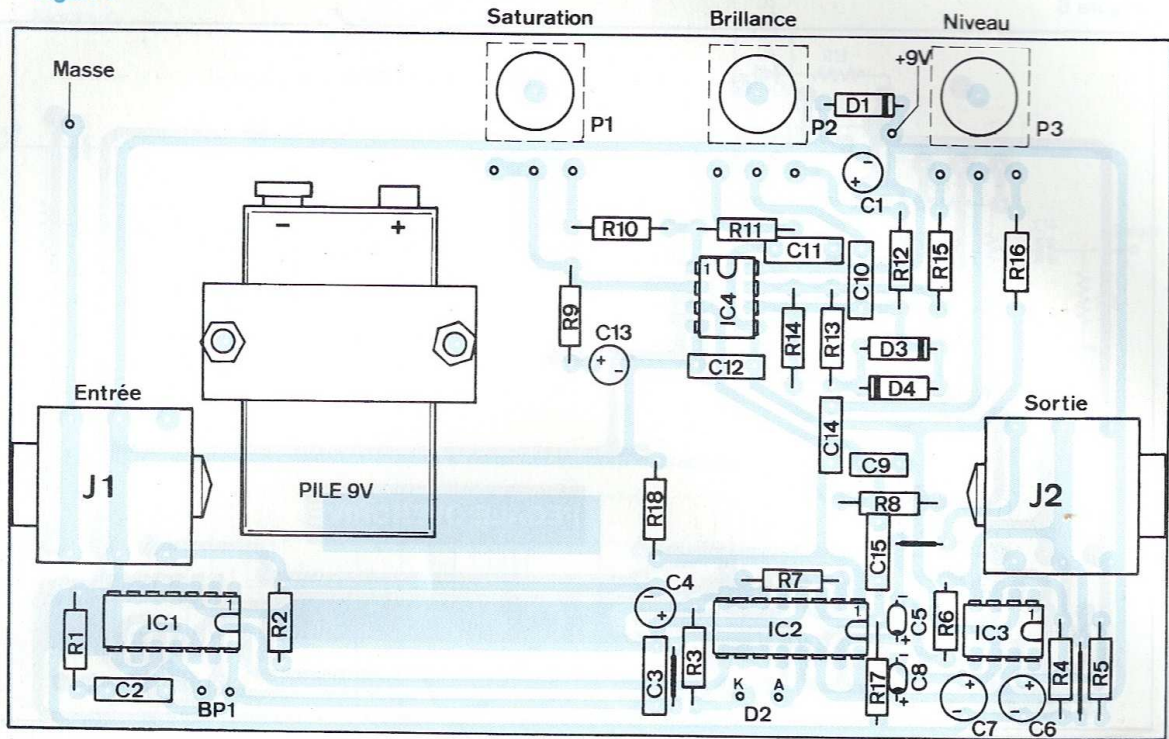 Saturation
Brillance
Niveau
Masse
+9V
D1
P1
P2
P3
- +
C1
R10
R11
C11
C10
R12
R15
R16
1
IC4
R9
C13
+
-
C12
R14
R13
D3
D4
Entrée
Sortie
J1
PILE 9V
C14
C9
R8
J2
R18
C15
R7
C4
-
+
R1
IC1
1
R2
C3
R3
IC2
1
-
C5
+
R6
IC3
1
R4
R5
C2
BP1
K
A
D2
R17
-
C8
+
+
-
C7
+
-
C6